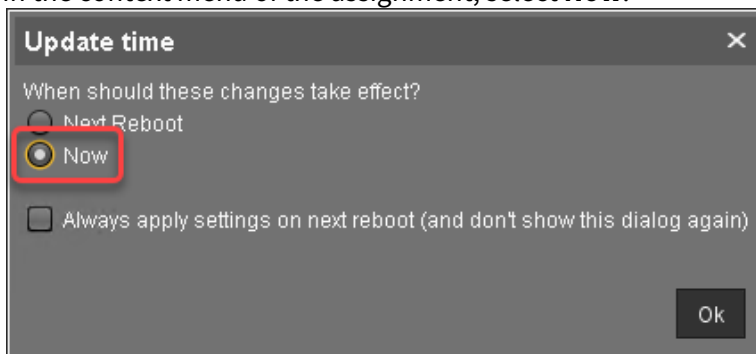 in the context menu of the assignment, select Now.
Update time
When should these changes take effect?
Next Reboot
Now
Always apply settings on next reboot (and don't show this dialog again)
Ok